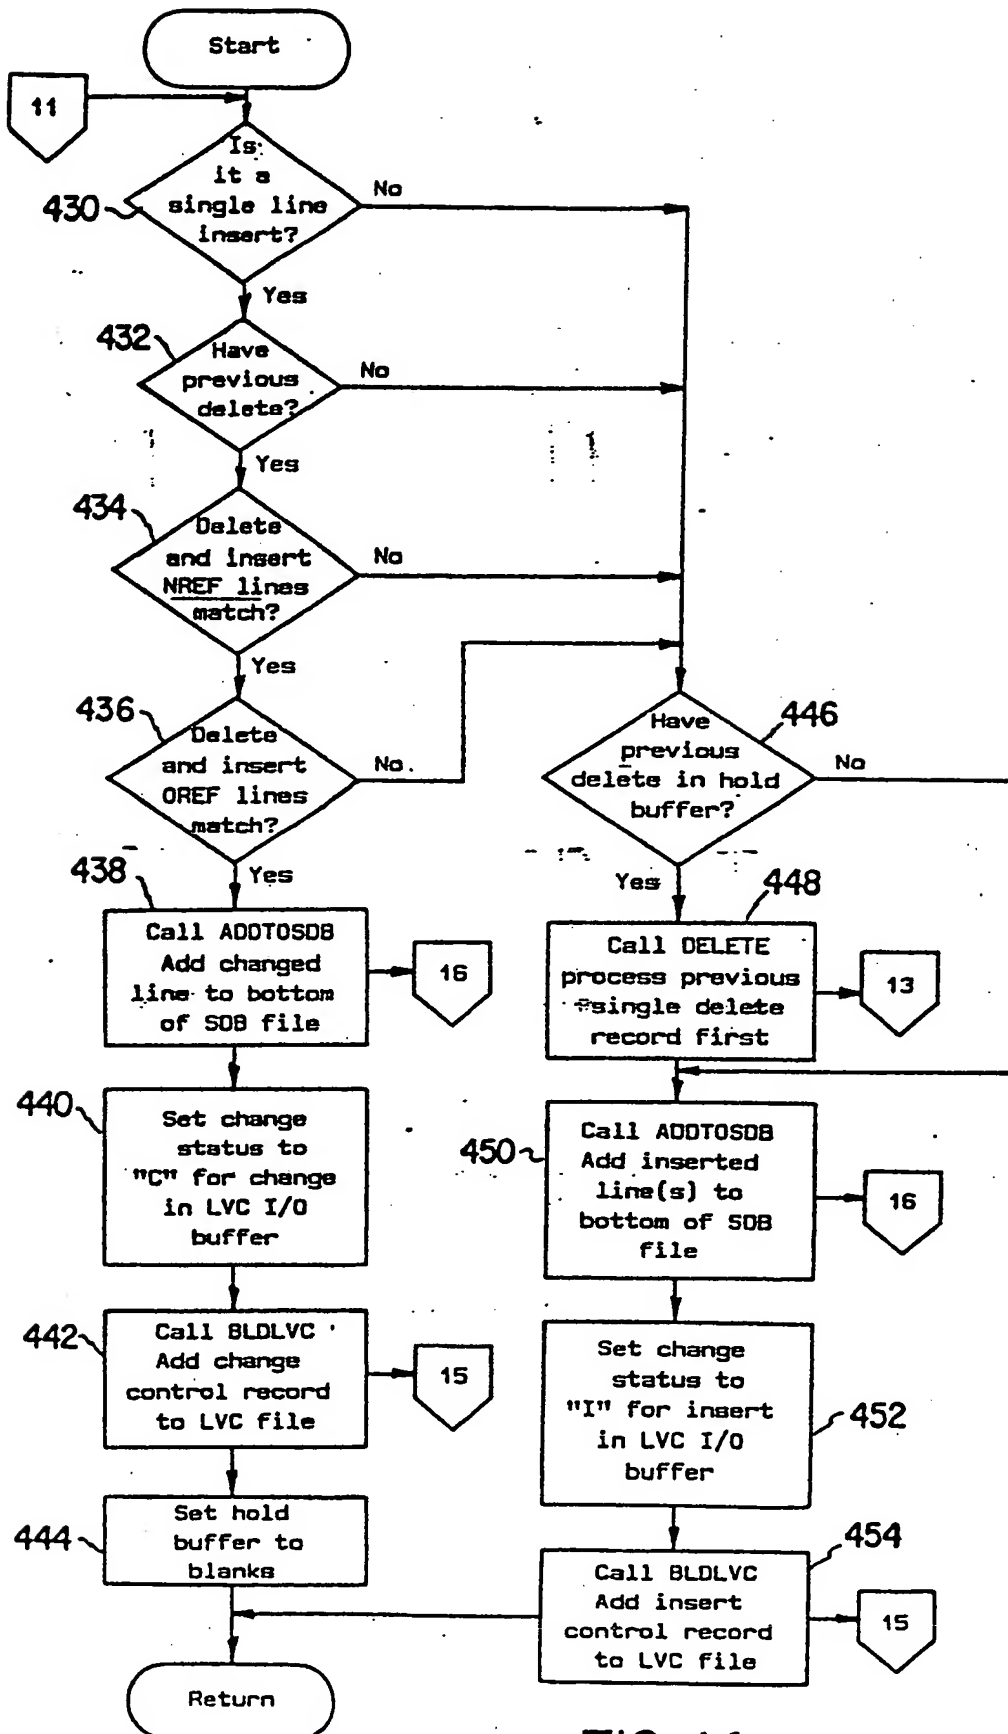 Start
11
Is
it a
single line
insert?
430
No
Yes
432
Have
previous
delete?
No
Yes
434
Delete
and insert
NREF lines
match?
No
Yes
436
Delete
and insert
OREF lines
match?
No
Yes
446
Have
previous
delete in hold
buffer?
No
Yes
438
Call ADDTOSDB
Add changed
line to bottom
of SDB file
16
448
Call DELETE
process previous
single delete
record first
13
440
Set change
status to
"C" for change
in LVC I/O
buffer
450
Call ADDTOSDB
Add inserted
line(s) to
bottom of SDB
file
16
442
Call BLDLVC
Add change
control record
to LVC file
15
Set change
status to
"I" for insert
in LVC I/O
buffer
452
444
Set hold
buffer to
blanks
454
Call BLDLVC
Add insert
control record
to LVC file
15
Return